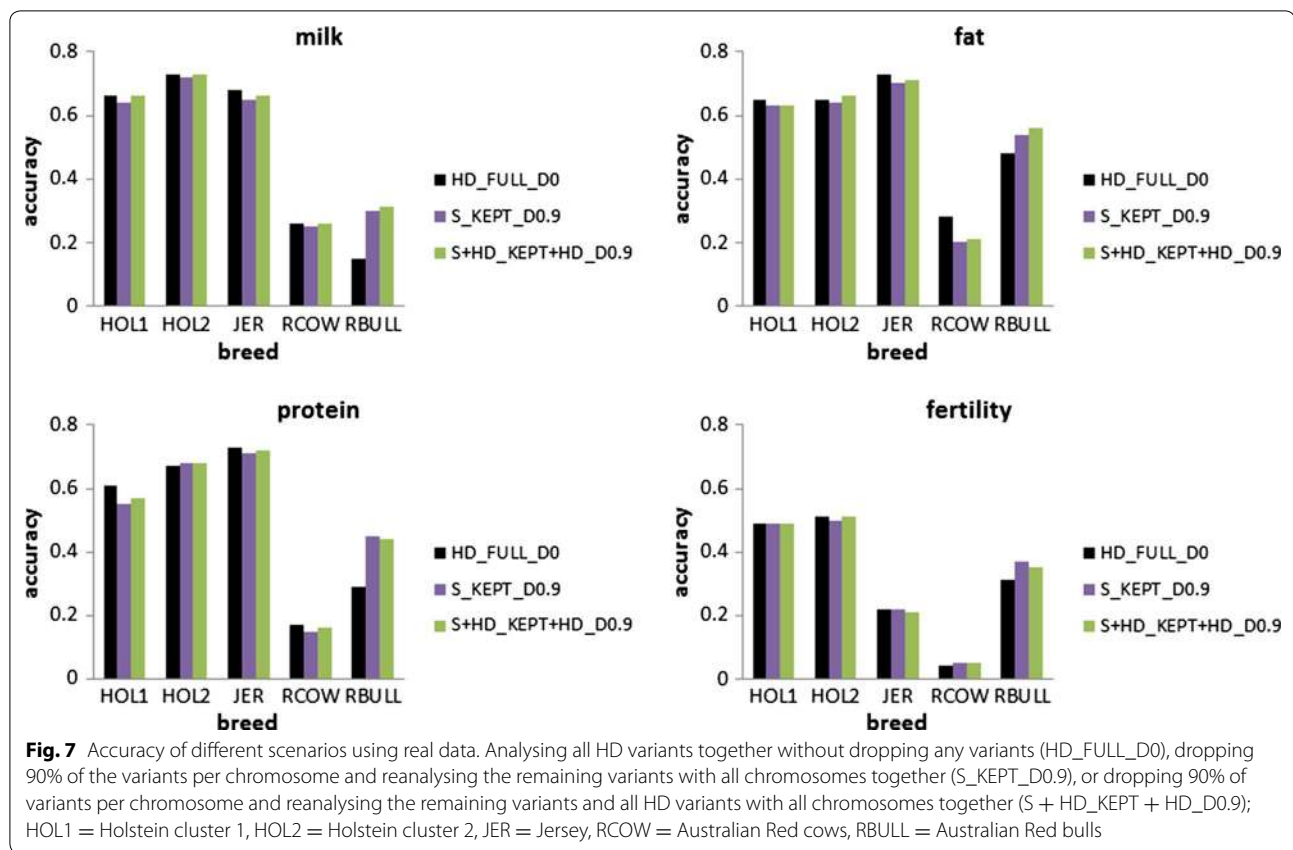 milk
0.8
0.6
0.4
0.2
0
accuracy
HOL1 HOL2 JER RCOW RBULL
breed
HD_FULL_D0
S_KEPT_D0.9
S+HD_KEPT+HD_D0.9
fat
0.8
0.6
0.4
0.2
0
accuracy
HOL1 HOL2 JER RCOW RBULL
breed
HD_FULL_D0
S_KEPT_D0.9
S+HD_KEPT+HD_D0.9
protein
0.8
0.6
0.4
0.2
0
accuracy
HOL1 HOL2 JER RCOW RBULL
breed
HD_FULL_D0
S_KEPT_D0.9
S+HD_KEPT+HD_D0.9
fertility
0.8
0.6
0.4
0.2
0
accuracy
HOL1 HOL2 JER RCOW RBULL
breed
HD_FULL_D0
S_KEPT_D0.9
S+HD_KEPT+HD_D0.9
Fig. 7 Accuracy of different scenarios using real data. Analysing all HD variants together without dropping any variants (HD_FULL_D0), dropping
90% of the variants per chromosome and reanalysing the remaining variants with all chromosomes together (S_KEPT_D0.9), or dropping 90% of
variants per chromosome and reanalysing the remaining variants and all HD variants with all chromosomes together (S + HD_KEPT + HD_D0.9);
HOL1 = Holstein cluster 1, HOL2 = Holstein cluster 2, JER = Jersey, RCOW = Australian Red cows, RBULL = Australian Red bulls